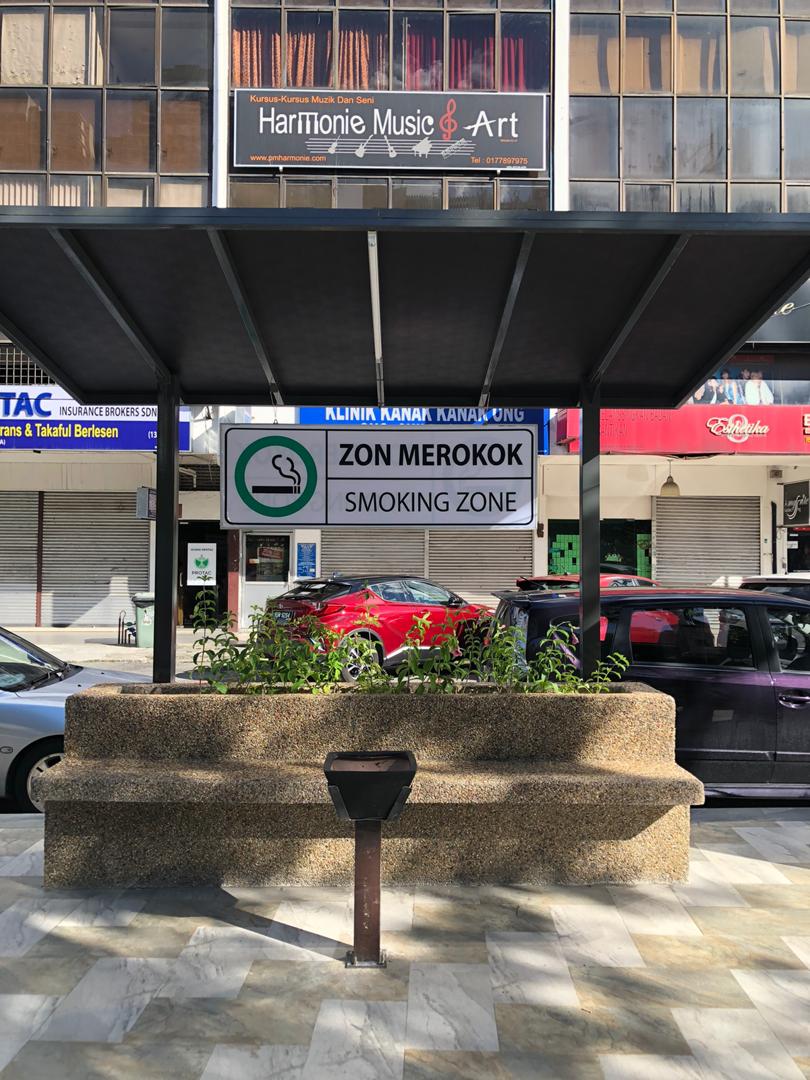 Kursus-Kursus Muzik Dan Seni
Harmonie Music & Art
www.pmharmonie.com
Tel : 0177897975
TAC INSURANCE BROKERS SDN
rans & Takaful Berlesen
KLINIK KANAK KANAK ONG
Esthetika
ZON MEROKOK
SMOKING ZONE
PROTAC